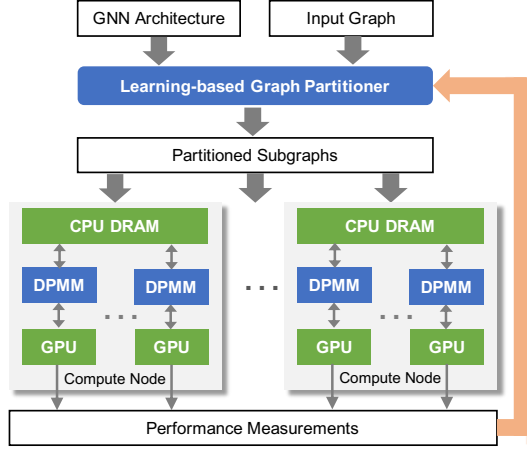 GNN Architecture
Input Graph
Learning-based Graph Partitioner
Partitioned Subgraphs
CPU DRAM
CPU DRAM
DPMM
DPMM
DPMM
DPMM
. . .
. . .
. . .
GPU
GPU
GPU
GPU
Compute Node
Compute Node
Performance Measurements